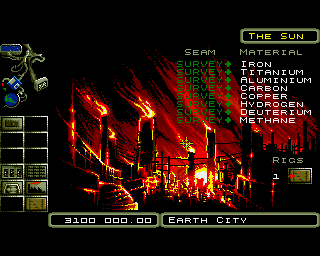 The Sun
Seam Material
Survey Iron
Survey Titanium
Survey Aluminium
Survey Carbon
Survey Copper
Survey Hydrogen
Survey Deuterium
Survey Methane
Rigs
1
3100 000.00 Earth City